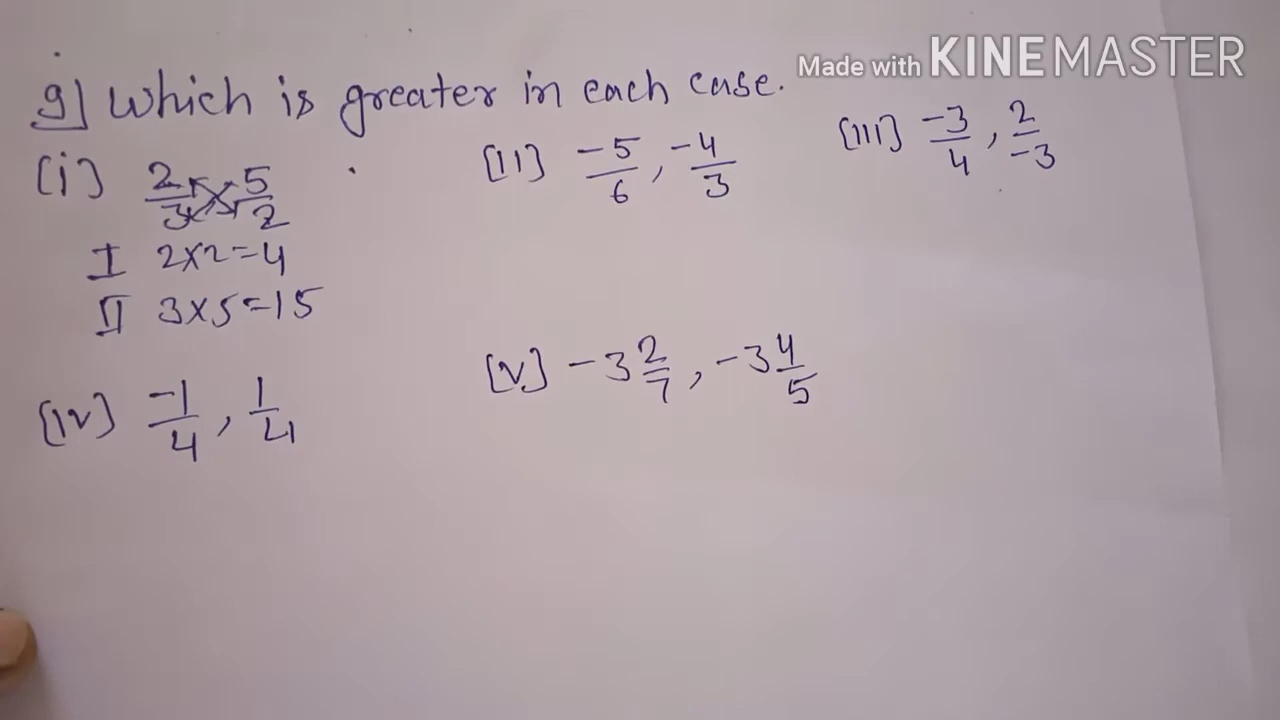 Made with KINEMASTER
9] Which is greater in each case.
(i) 2/3, 5/2
I 2×2=4
II 3×5=15
[II] -5/6, -4/3
[III] -3/4, 2/-3
[IV] -1/4, 1/4
[V] -3 2/7, -3 4/5